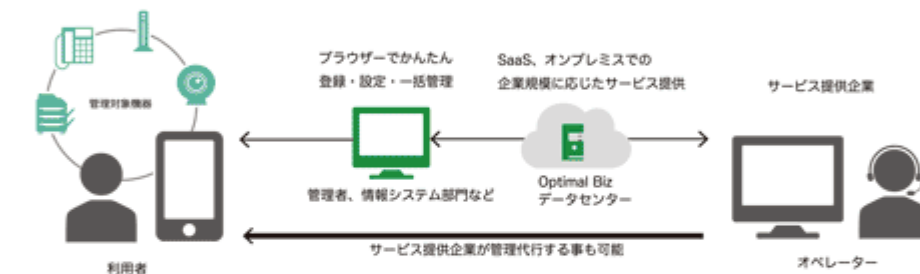 管理対象機器
利用者
ブラウザーでかんたん
登録・設定・一括管理
管理者、情報システム部門など
SaaS、オンプレミスでの
企業規模に応じたサービス提供
Optimal Biz
データセンター
サービス提供企業
オペレーター
サービス提供企業が管理代行する事も可能